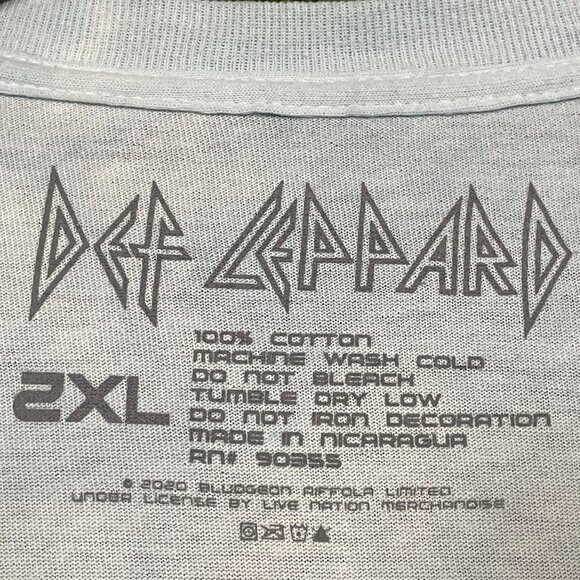 DEF LEPPARD
100% COTTON
MACHINE WASH COLD
DO NOT BLEACH
2XL
TUMBLE DRY LOW
DO NOT IRON DECORATION
MADE IN NICARAGUA
RN# 90355
© 2020 BLUDGEON RIFFOLA LIMITED
UNDER LICENSE BY LIVE NATION MERCHANDISE